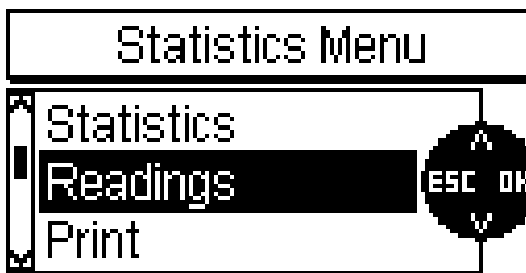 Statistics Menu
Statistics
Readings
ESC OK
Print